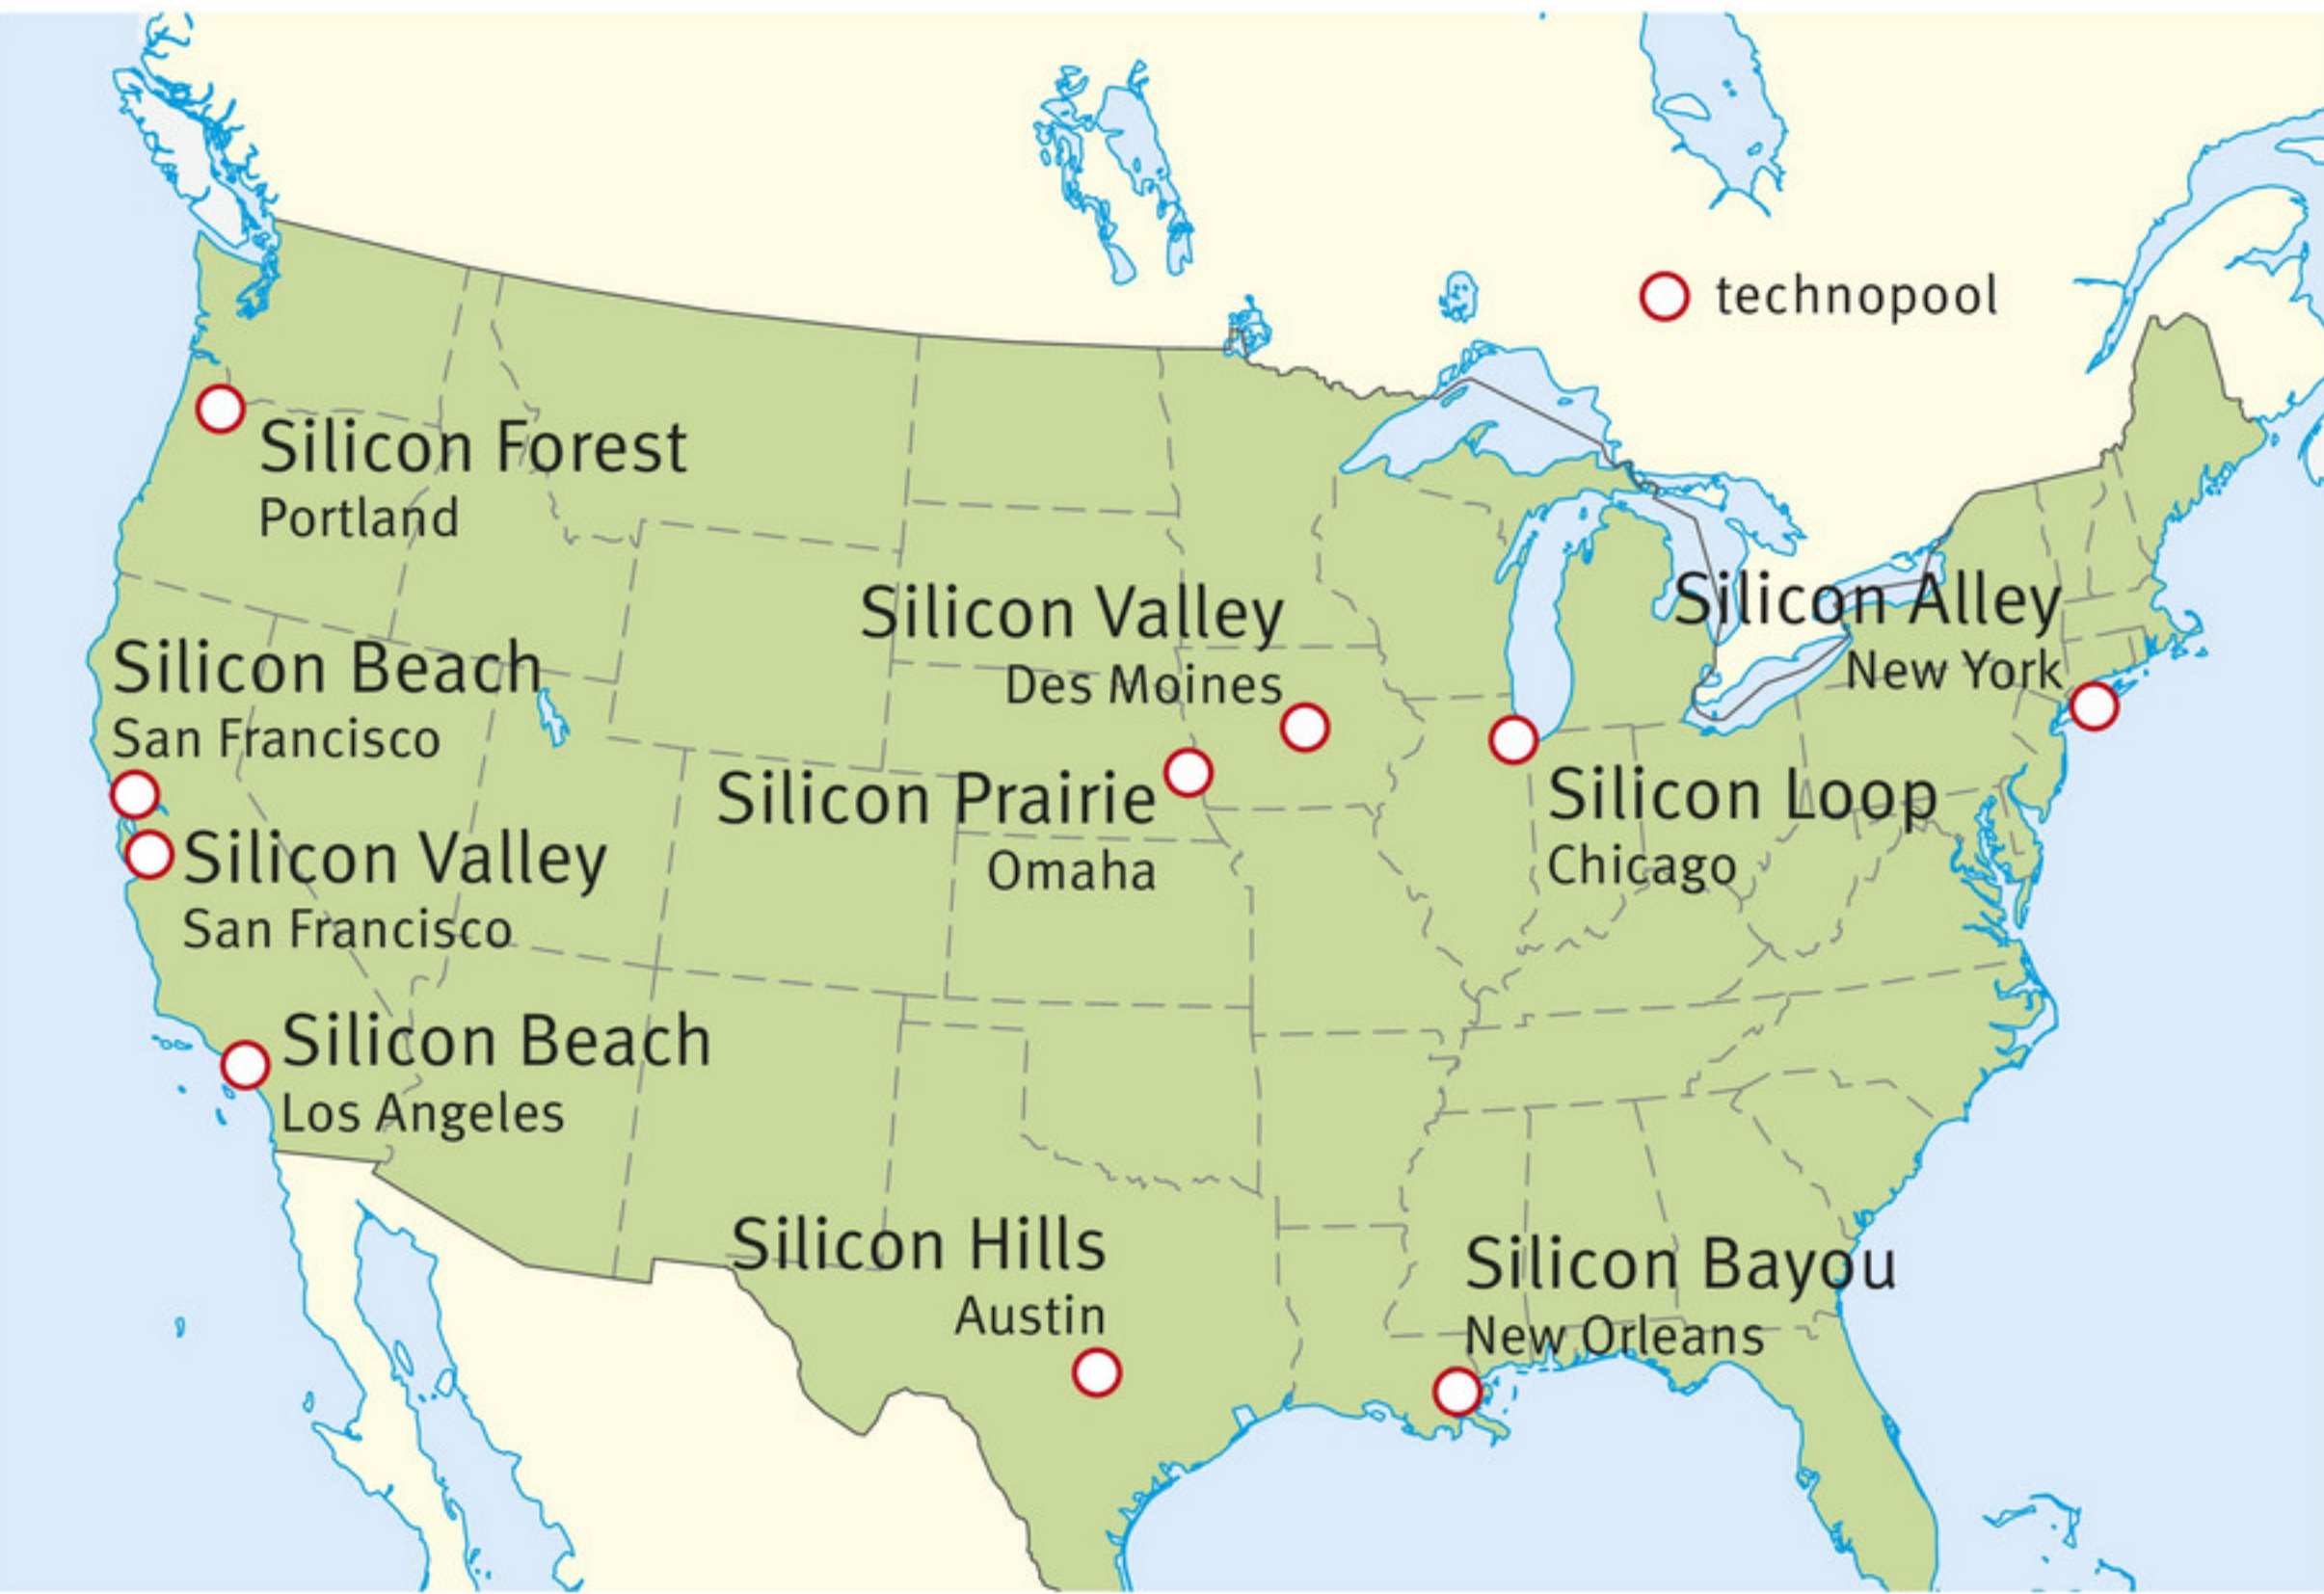 technopool
Silicon Forest
Portland
Silicon Valley
Des Moines
Silicon Alley
New York
Silicon Beach
San Francisco
Silicon Prairie
Omaha
Silicon Loop
Chicago
Silicon Valley
San Francisco
Silicon Beach
Los Angeles
Silicon Hills
Austin
Silicon Bayou
New Orleans